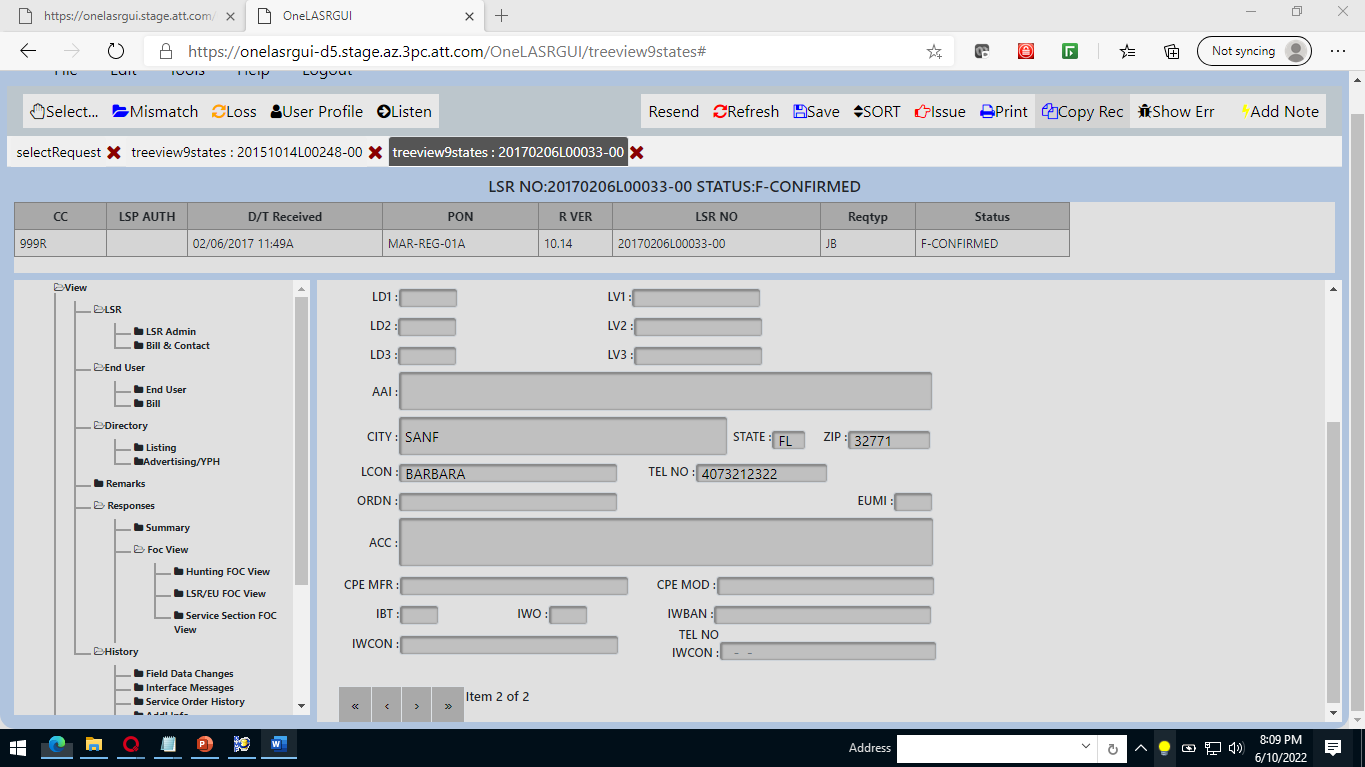 https://onelasrgui.stage.att.com/
OneLASRGUI
https://onelasrgui-d5.stage.az.3pc.att.com/OneLASRGUI/treeview9states#
Not syncing
File Edit Tools Help Logout
Select... Mismatch Loss User Profile Listen Resend Refresh Save SORT Issue Print Copy Rec Show Err Add Note
selectRequest treeview9states : 20151014L00248-00 treeview9states : 20170206L00033-00
LSR NO:20170206L00033-00 STATUS:F-CONFIRMED
CC LSP AUTH D/T Received PON R VER LSR NO Reqtyp Status
999R 02/06/2017 11:49A MAR-REG-01A 10.14 20170206L00033-00 JB F-CONFIRMED
View
LSR
LSR Admin
Bill & Contact
End User
End User
Bill
Directory
Listing
Advertising/YPH
Remarks
Responses
Summary
Foc View
Hunting FOC View
LSR/EU FOC View
Service Section FOC
View
History
Field Data Changes
Interface Messages
Service Order History
Addl Info
LD1 : LV1 :
LD2 : LV2 :
LD3 : LV3 :
AAI :
CITY : SANF STATE : FL ZIP : 32771
LCON : BARBARA TEL NO : 4073212322
ORDN : EUMI :
ACC :
CPE MFR : CPE MOD :
IBT : IWO : IWBAN :
IWCON : TEL NO
IWCON : - -
« ‹ › » Item 2 of 2
Address
8:09 PM
6/10/2022